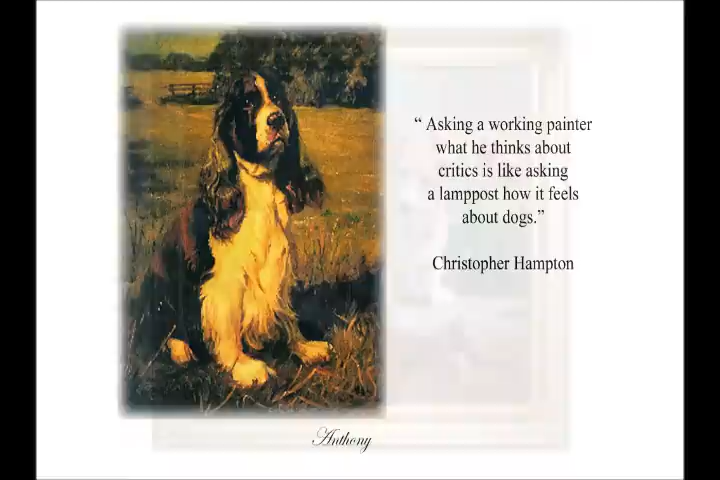 “ Asking a working painter
what he thinks about
critics is like asking
a lamppost how it feels
about dogs.”
Christopher Hampton
Anthony